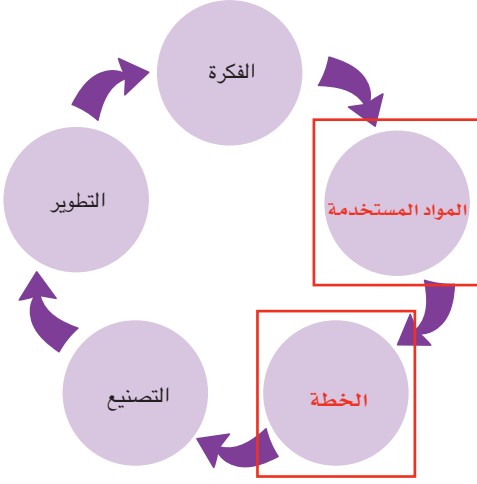 الفكرة
المواد المستخدمة
الخطة
التصنيع
التطوير